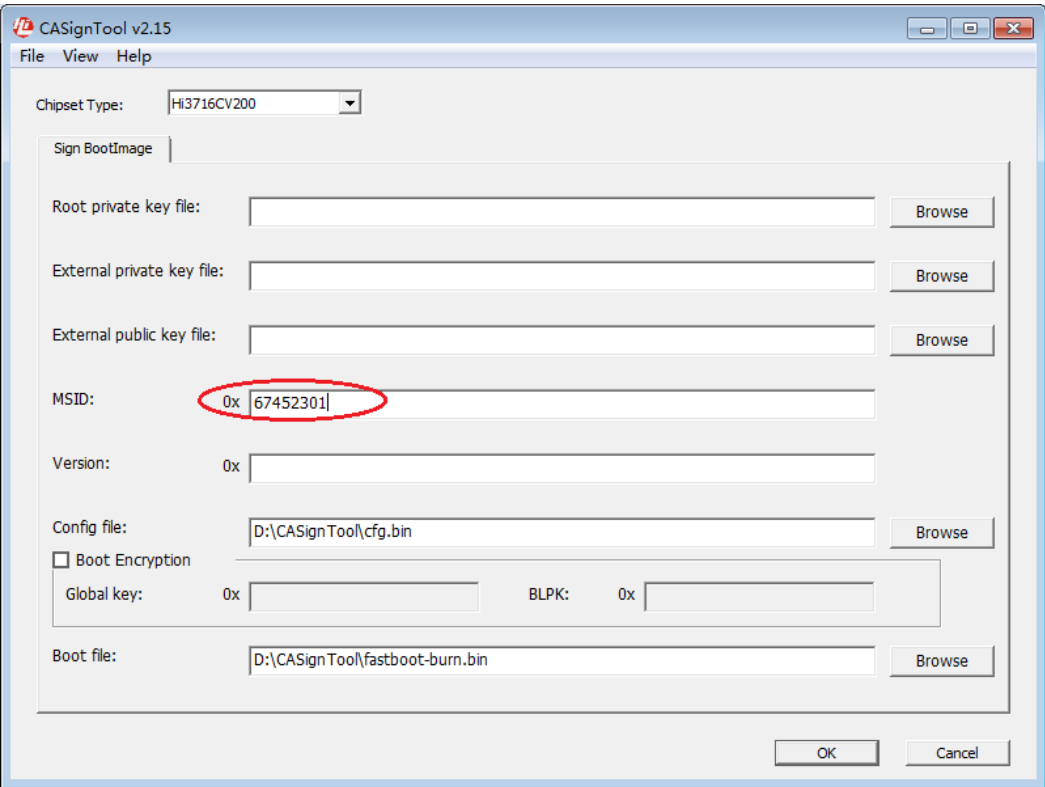 CASignTool v2.15
File View Help
Chipset Type: Hi3716CV200
Sign BootImage
Root private key file: Browse
External private key file: Browse
External public key file: Browse
MSID: 0x 67452301
Version: 0x
Config file: D:\CASignTool\cfg.bin Browse
Boot Encryption
Global key: 0x BLPK: 0x
Boot file: D:\CASignTool\fastboot-burn.bin Browse
OK Cancel